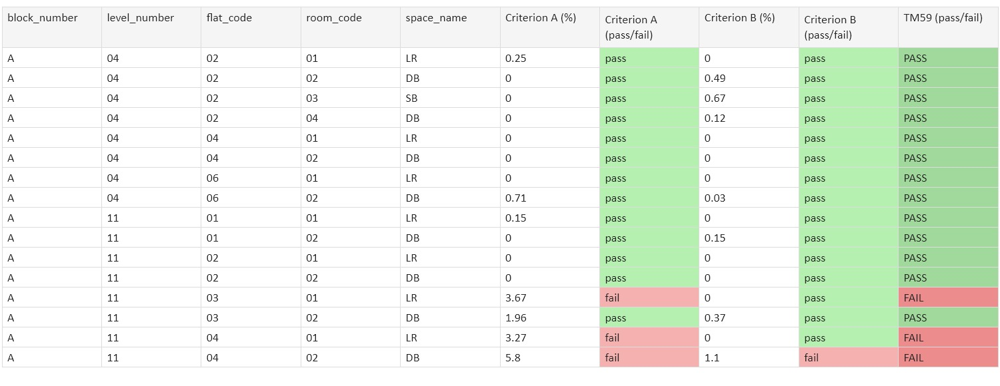 block_number level_number flat_code room_code space_name Criterion A (%) Criterion A (pass/fail) Criterion B (%) Criterion B (pass/fail) TM59 (pass/fail)
A 04 02 01 LR 0.25 pass 0 pass PASS
A 04 02 02 DB 0 pass 0.49 pass PASS
A 04 02 03 SB 0 pass 0.67 pass PASS
A 04 02 04 DB 0 pass 0.12 pass PASS
A 04 04 01 LR 0 pass 0 pass PASS
A 04 04 02 DB 0 pass 0 pass PASS
A 04 06 01 LR 0 pass 0 pass PASS
A 04 06 02 DB 0.71 pass 0.03 pass PASS
A 11 01 01 LR 0.15 pass 0 pass PASS
A 11 01 02 DB 0 pass 0.15 pass PASS
A 11 02 01 LR 0 pass 0 pass PASS
A 11 02 02 DB 0 pass 0 pass PASS
A 11 03 01 LR 3.67 fail 0 pass FAIL
A 11 03 02 DB 1.96 pass 0.37 pass PASS
A 11 04 01 LR 3.27 fail 0 pass FAIL
A 11 04 02 DB 5.8 fail 1.1 fail FAIL